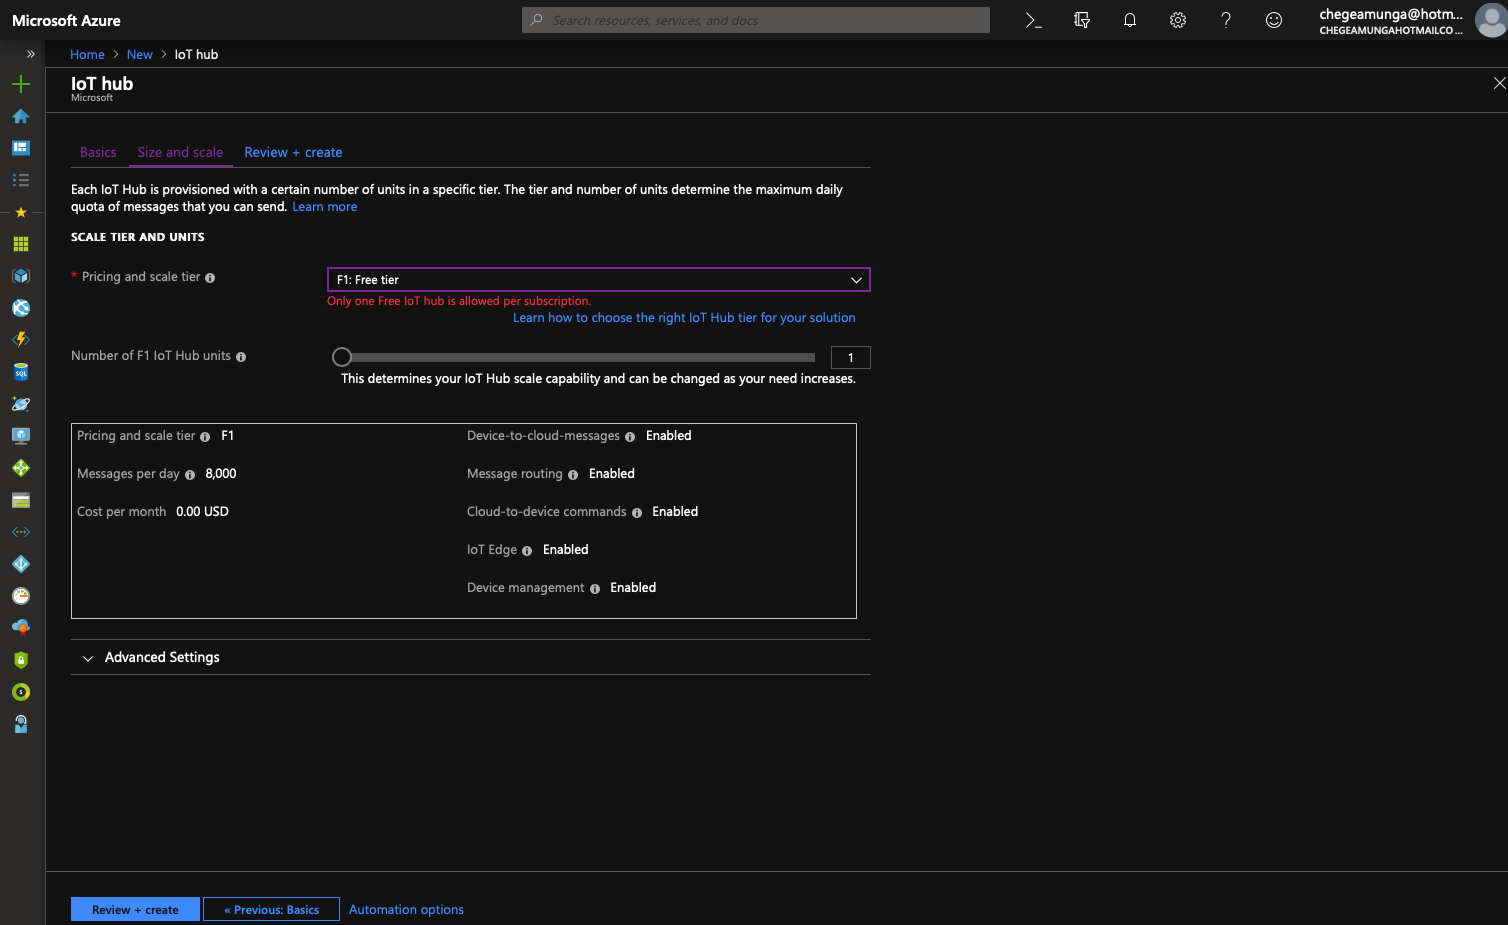 Microsoft Azure
Search resources, services, and docs
chegeamunga@hotm...
CHEGEAMUNGAHOTMAILCO ...
Home > New > IoT hub
IoT hub
Microsoft
Basics
Size and scale
Review + create
Each IoT Hub is provisioned with a certain number of units in a specific tier. The tier and number of units determine the maximum daily
quota of messages that you can send. Learn more
SCALE TIER AND UNITS
* Pricing and scale tier
F1: Free tier
Only one Free IoT hub is allowed per subscription.
Learn how to choose the right IoT Hub tier for your solution
Number of F1 IoT Hub units
1
This determines your IoT Hub scale capability and can be changed as your need increases.
Pricing and scale tier F1
Device-to-cloud-messages Enabled
Messages per day 8,000
Message routing Enabled
Cost per month 0.00 USD
Cloud-to-device commands Enabled
IoT Edge Enabled
Device management Enabled
Advanced Settings
Review + create
« Previous: Basics
Automation options